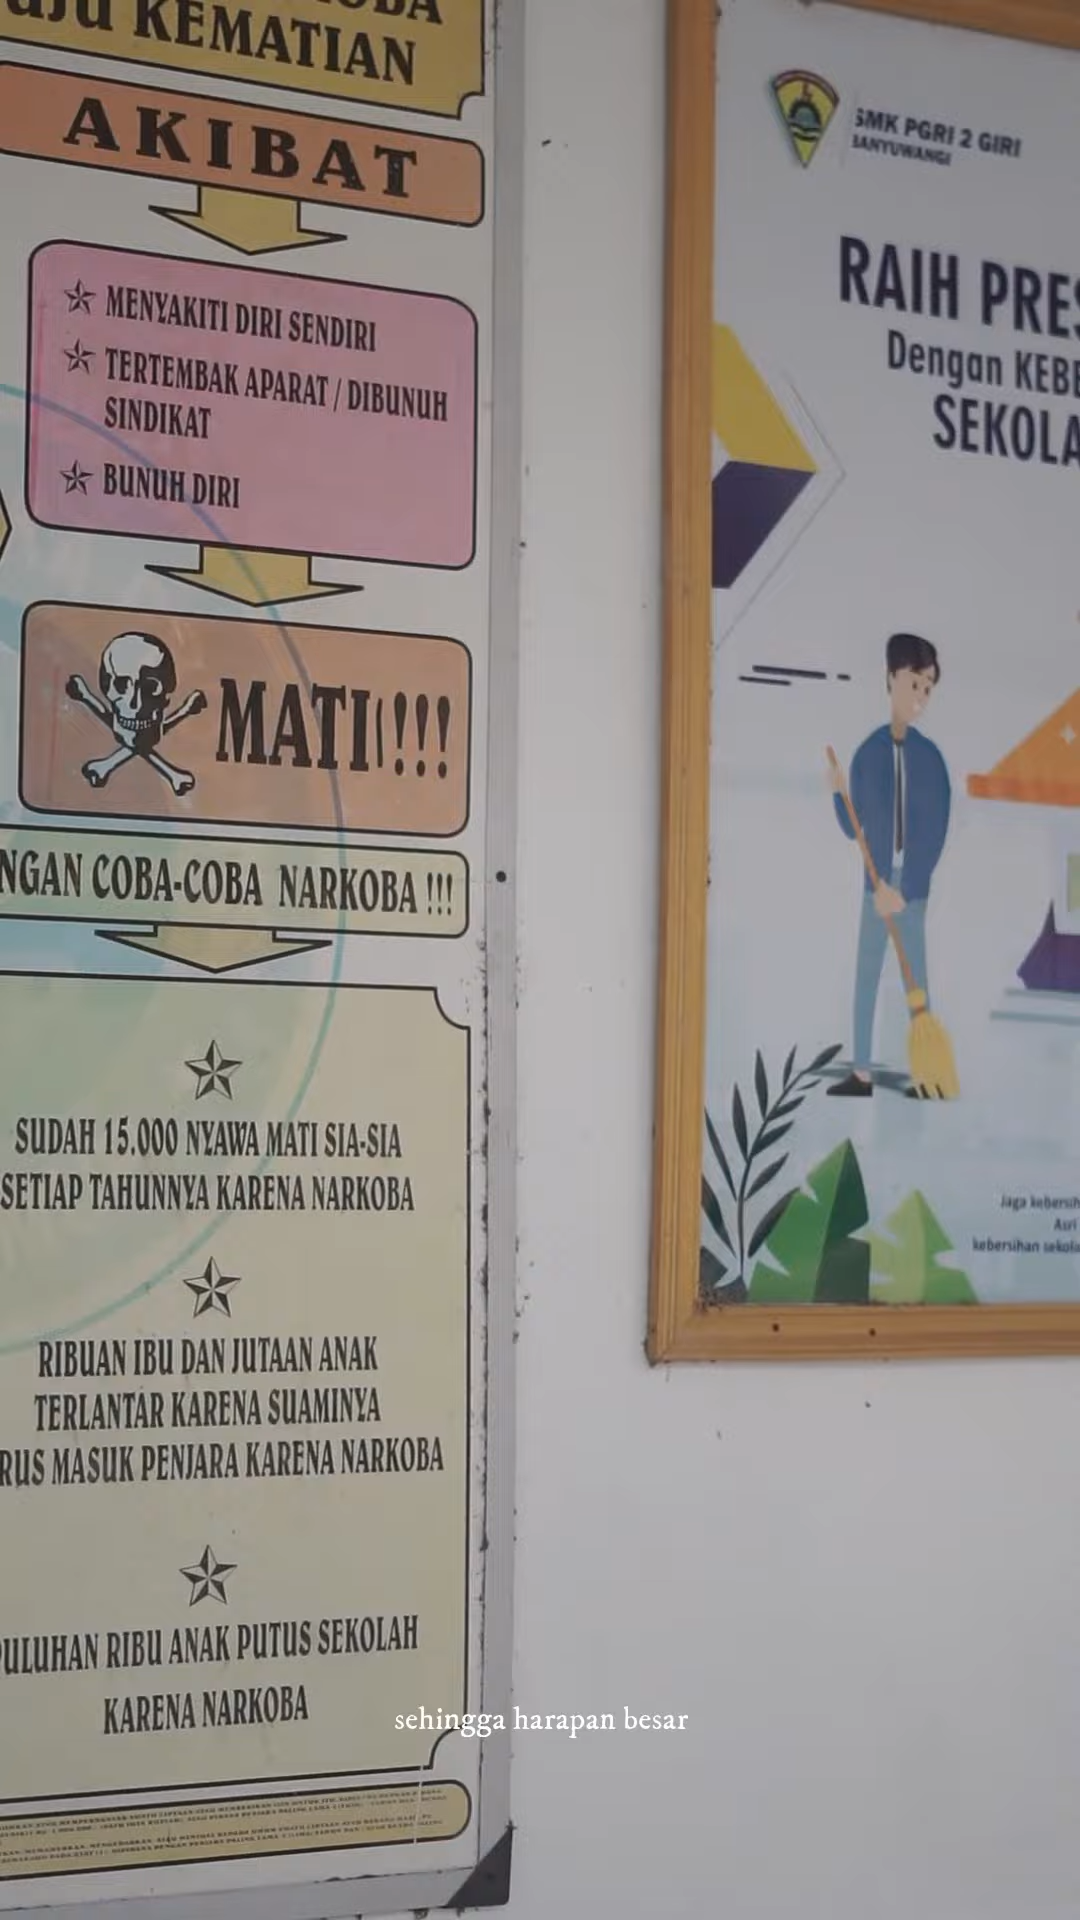 KEMATIAN
AKIBAT
MENYAKITI DIRI SENDIRI
TERTEMBAK APARAT / DIBUNUH
SINDIKAT
BUNUH DIRI
MATI!!!!
NGAN COBA-COBA NARKOBA !!!
SUDAH 15.000 NYAWA MATI SIA-SIA
SETIAP TAHUNNYA KARENA NARKOBA
RIBUAN IBU DAN JUTAAN ANAK
TERLANTAR KARENA SUAMINYA
RUS MASUK PENJARA KARENA NARKOBA
ULUHAN RIBU ANAK PUTUS SEKOLAH
KARENA NARKOBA
SMK PGRI 2 GIRI
BANYUWANGI
RAIH PRES
Dengan KEBE
SEKOLA
Jaga kebersih
Asri
kebersihan sekola
sehingga harapan besar